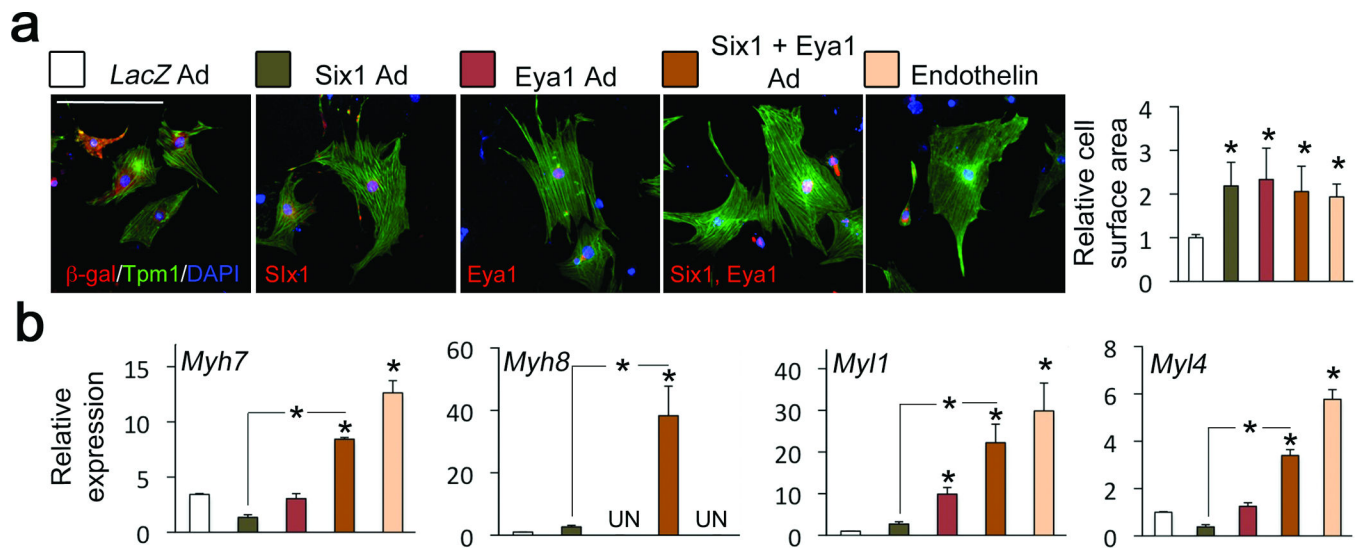 a
LacZ Ad
Six1 Ad
Eya1 Ad
Six1 + Eya1
Ad
Endothelin
β-gal/Tpm1/DAPI
SIx1
Eya1
Six1, Eya1
Relative cell
surface area
4
3
2
1
0
*
*
*
*
b
Relative
expression
Myh7
15
10
5
0
*
*
*
Myh8
60
40
20
0
*
*
UN
UN
Myl1
40
30
20
10
0
*
*
*
*
Myl4
8
6
4
2
0
*
*
*